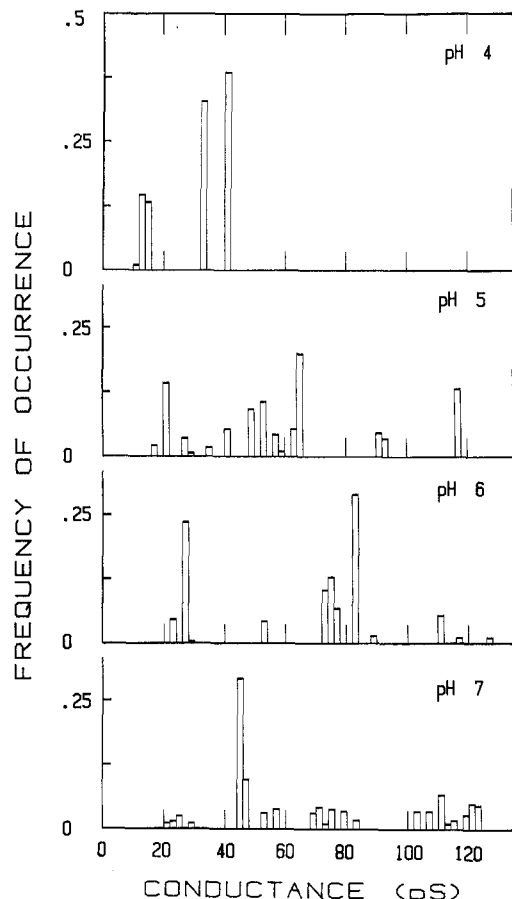 .5
pH 4
.25
0
pH 5
.25
0
pH 6
.25
0
pH 7
.25
0
0 20 40 60 80 100 120
FREQUENCY OF OCCURRENCE
CONDUCTANCE (pS)